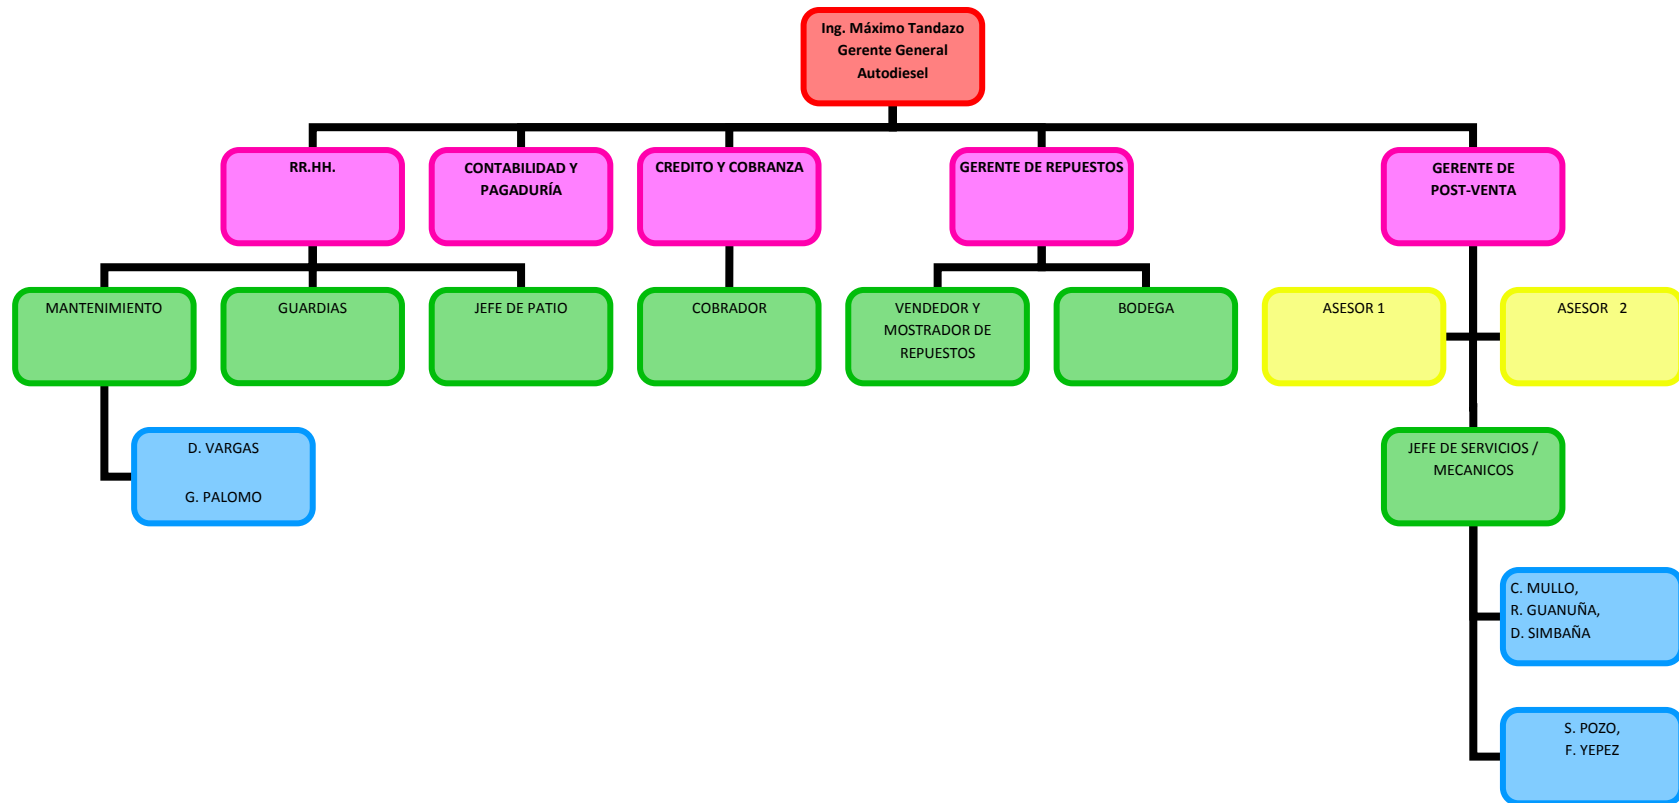 Ing. Máximo Tandazo
Gerente General
Autodiesel
RR.HH.
CONTABILIDAD Y
PAGADURÍA
CREDITO Y COBRANZA
GERENTE DE REPUESTOS
GERENTE DE
POST-VENTA
MANTENIMIENTO
GUARDIAS
JEFE DE PATIO
COBRADOR
VENDEDOR Y
MOSTRADOR DE
REPUESTOS
BODEGA
ASESOR 1
ASESOR 2
D. VARGAS
G. PALOMO
JEFE DE SERVICIOS /
MECANICOS
C. MULLO,
R. GUANUÑA,
D. SIMBAÑA
S. POZO,
F. YEPEZ